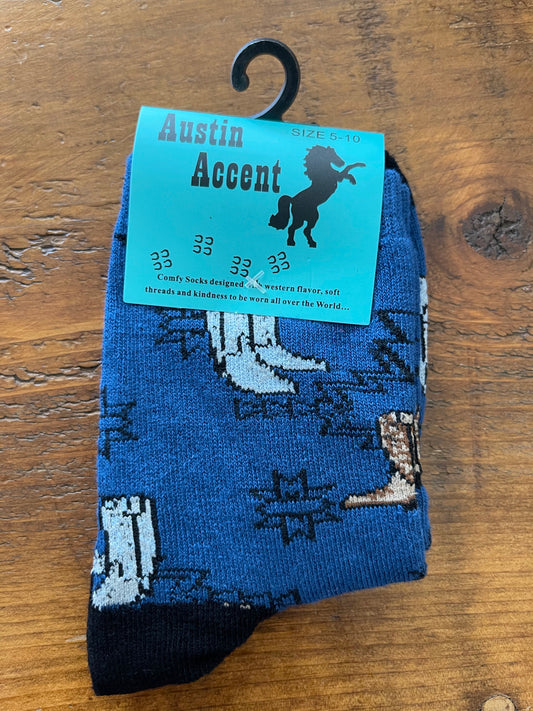 Austin
Accent
SIZE 5-10
Comfy Socks designed western flavor, soft
threads and kindness to be worn all over the World...